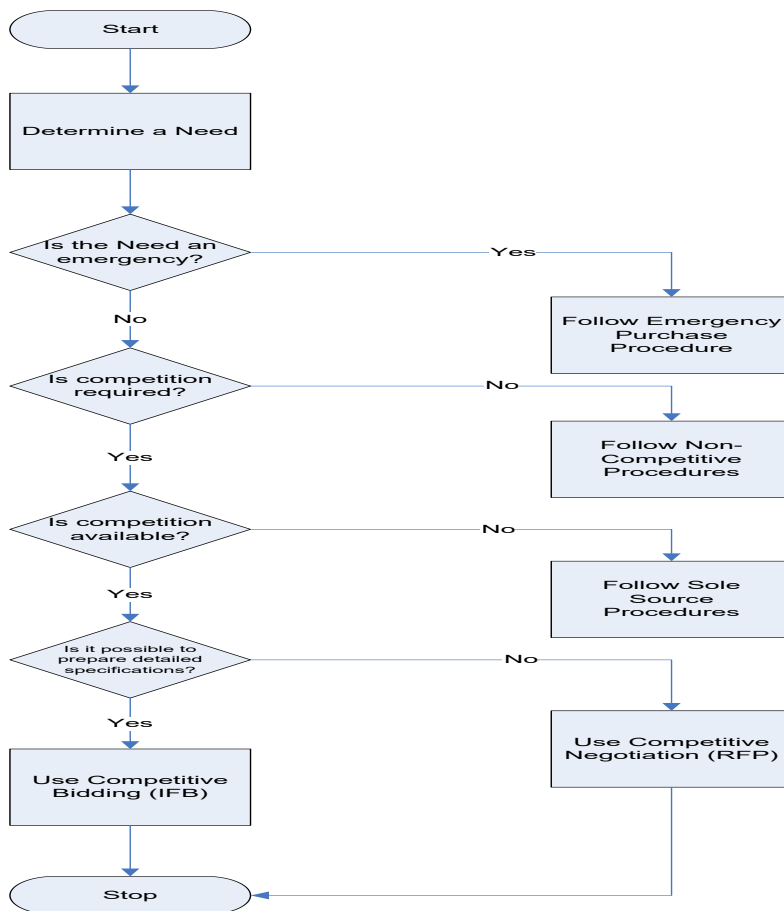 Start
Determine a Need
Is the Need an
emergency?
Yes
Follow Emergency
Purchase
Procedure
No
Is competition
required?
No
Follow Non-
Competitive
Procedures
Yes
Is competition
available?
No
Follow Sole
Source
Procedures
Yes
Is it possible to
prepare detailed
specifications?
No
Use Competitive
Negotiation (RFP)
Yes
Use Competitive
Bidding (IFB)
Stop